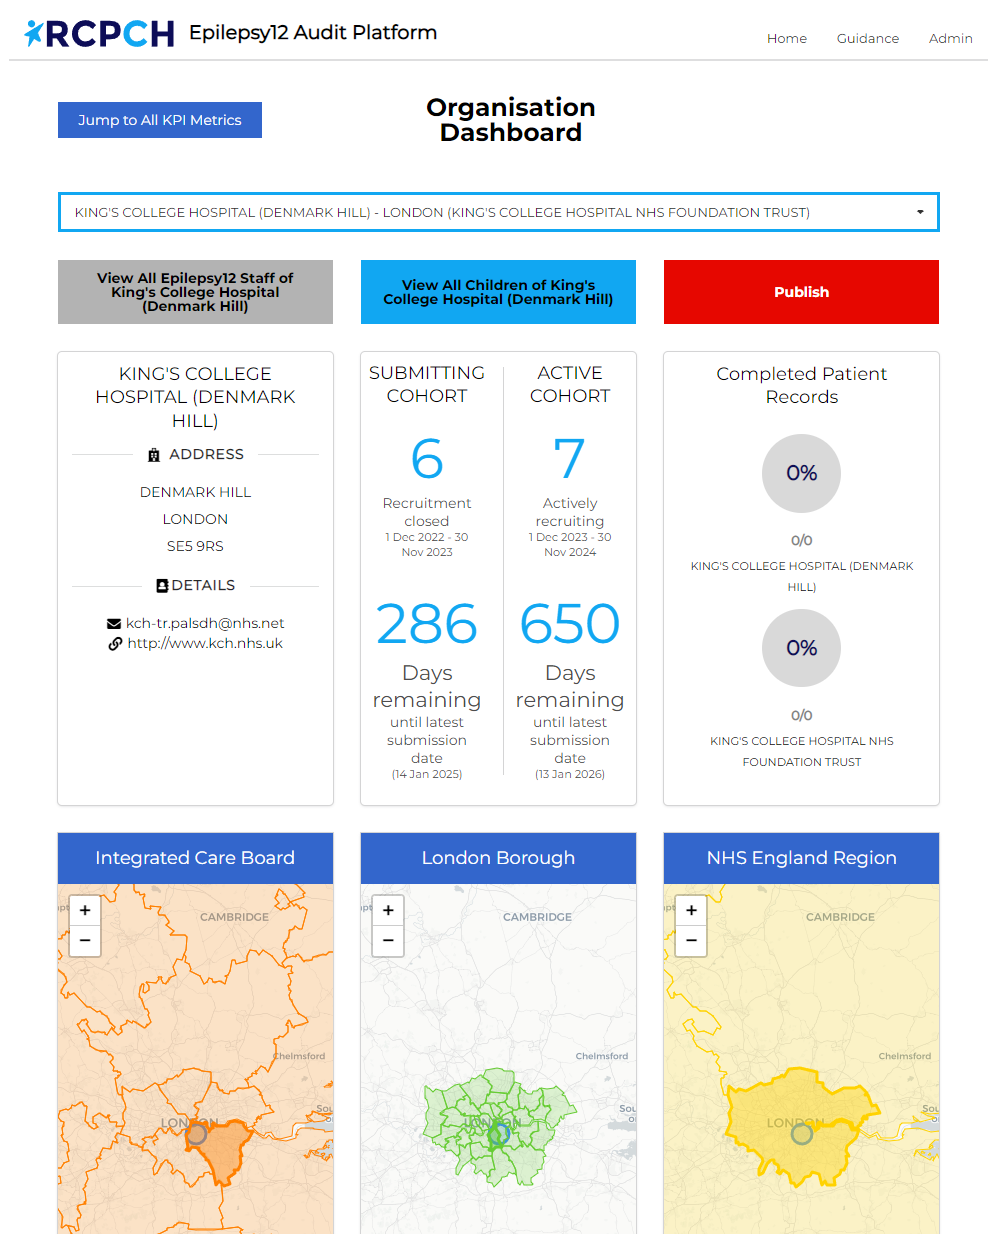 RCPCH Epilepsy12 Audit Platform
Home Guidance Admin
Jump to All KPI Metrics
Organisation
Dashboard
KING'S COLLEGE HOSPITAL (DENMARK HILL) - LONDON (KING'S COLLEGE HOSPITAL NHS FOUNDATION TRUST)
View All Epilepsy12 Staff of
King's College Hospital
(Denmark Hill)
View All Children of King's
College Hospital (Denmark Hill)
Publish
KING'S COLLEGE
HOSPITAL (DENMARK
HILL)
ADDRESS
DENMARK HILL
LONDON
SE5 9RS
DETAILS
kch-tr.palsdh@nhs.net
http://www.kch.nhs.uk
SUBMITTING
COHORT
6
Recruitment
closed
1 Dec 2022 - 30
Nov 2023
286
Days
remaining
until latest
submission
date
(14 Jan 2025)
ACTIVE
COHORT
7
Actively
recruiting
1 Dec 2023 - 30
Nov 2024
650
Days
remaining
until latest
submission
date
(13 Jan 2026)
Completed Patient
Records
0%
0/0
KING'S COLLEGE HOSPITAL (DENMARK
HILL)
0%
0/0
KING'S COLLEGE HOSPITAL NHS
FOUNDATION TRUST
Integrated Care Board
+
−
CAMBRIDGE
Chelmsford
LONDON
London Borough
+
−
CAMBRIDGE
Chelmsford
LONDON
NHS England Region
+
−
CAMBRIDGE
Chelmsford
LONDON